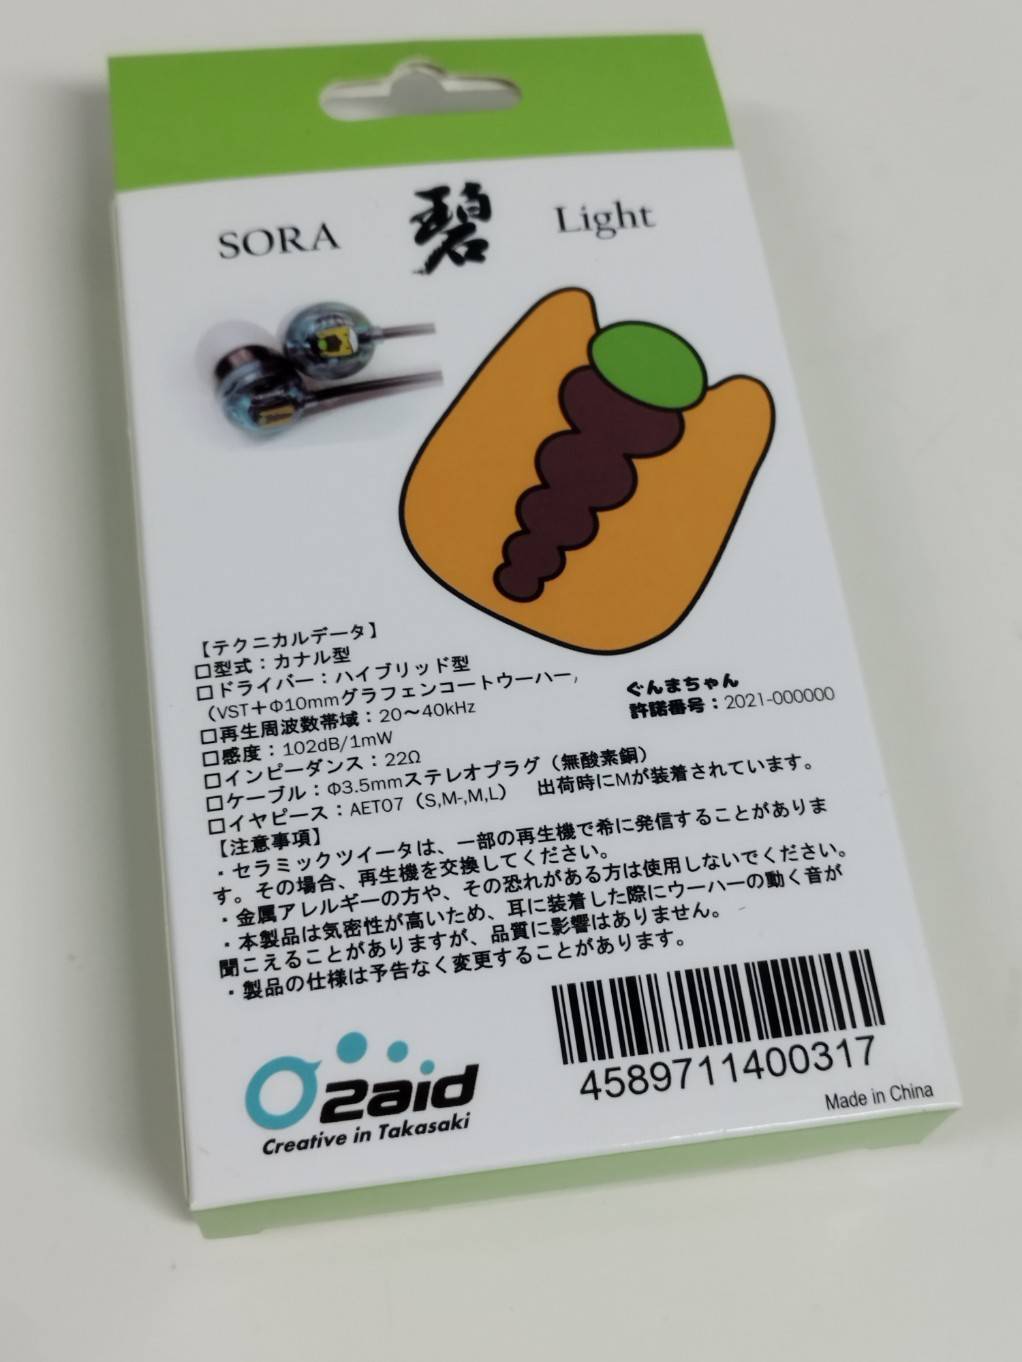 SORA 碧 Light
【テクニカルデータ】
□型式：カナル型
□ドライバー：ハイブリッド型
（VST＋Φ10mmグラフェンコートウーハー,
□再生周波数帯域：20〜40kHz
□感度：102dB/1mW
□インピーダンス：22Ω
□ケーブル：Φ3.5mmステレオプラグ（無酸素銅）
□イヤピース：AET07（S,M-,M,L） 出荷時にMが装着されています。
ぐんまちゃん
許諾番号：2021-000000
【注意事項】
・セラミックツイータは、一部の再生機で希に発信することがありま
す。その場合、再生機を交換してください。
・金属アレルギーの方や、その恐れがある方は使用しないでください。
・本製品は気密性が高いため、耳に装着した際にウーハーの動く音が
聞こえることがありますが、品質に影響はありません。
・製品の仕様は予告なく変更することがあります。
O2aid
Creative in Takasaki
4589711400317
Made in China